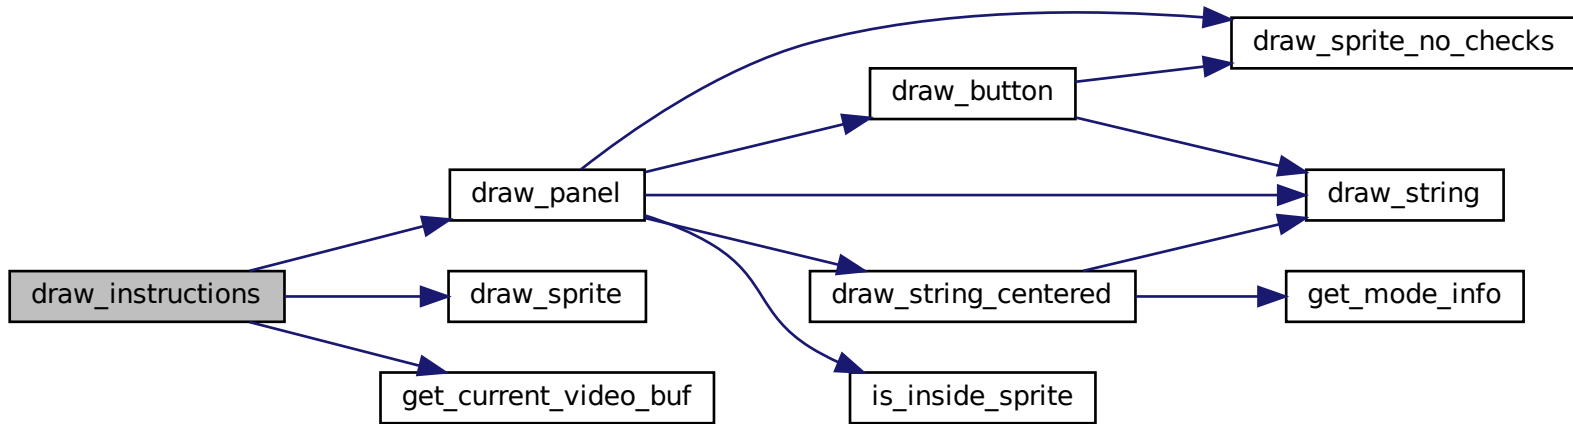 draw_sprite_no_checks
draw_button
draw_panel
draw_string
draw_instructions
draw_sprite
draw_string_centered
get_mode_info
get_current_video_buf
is_inside_sprite